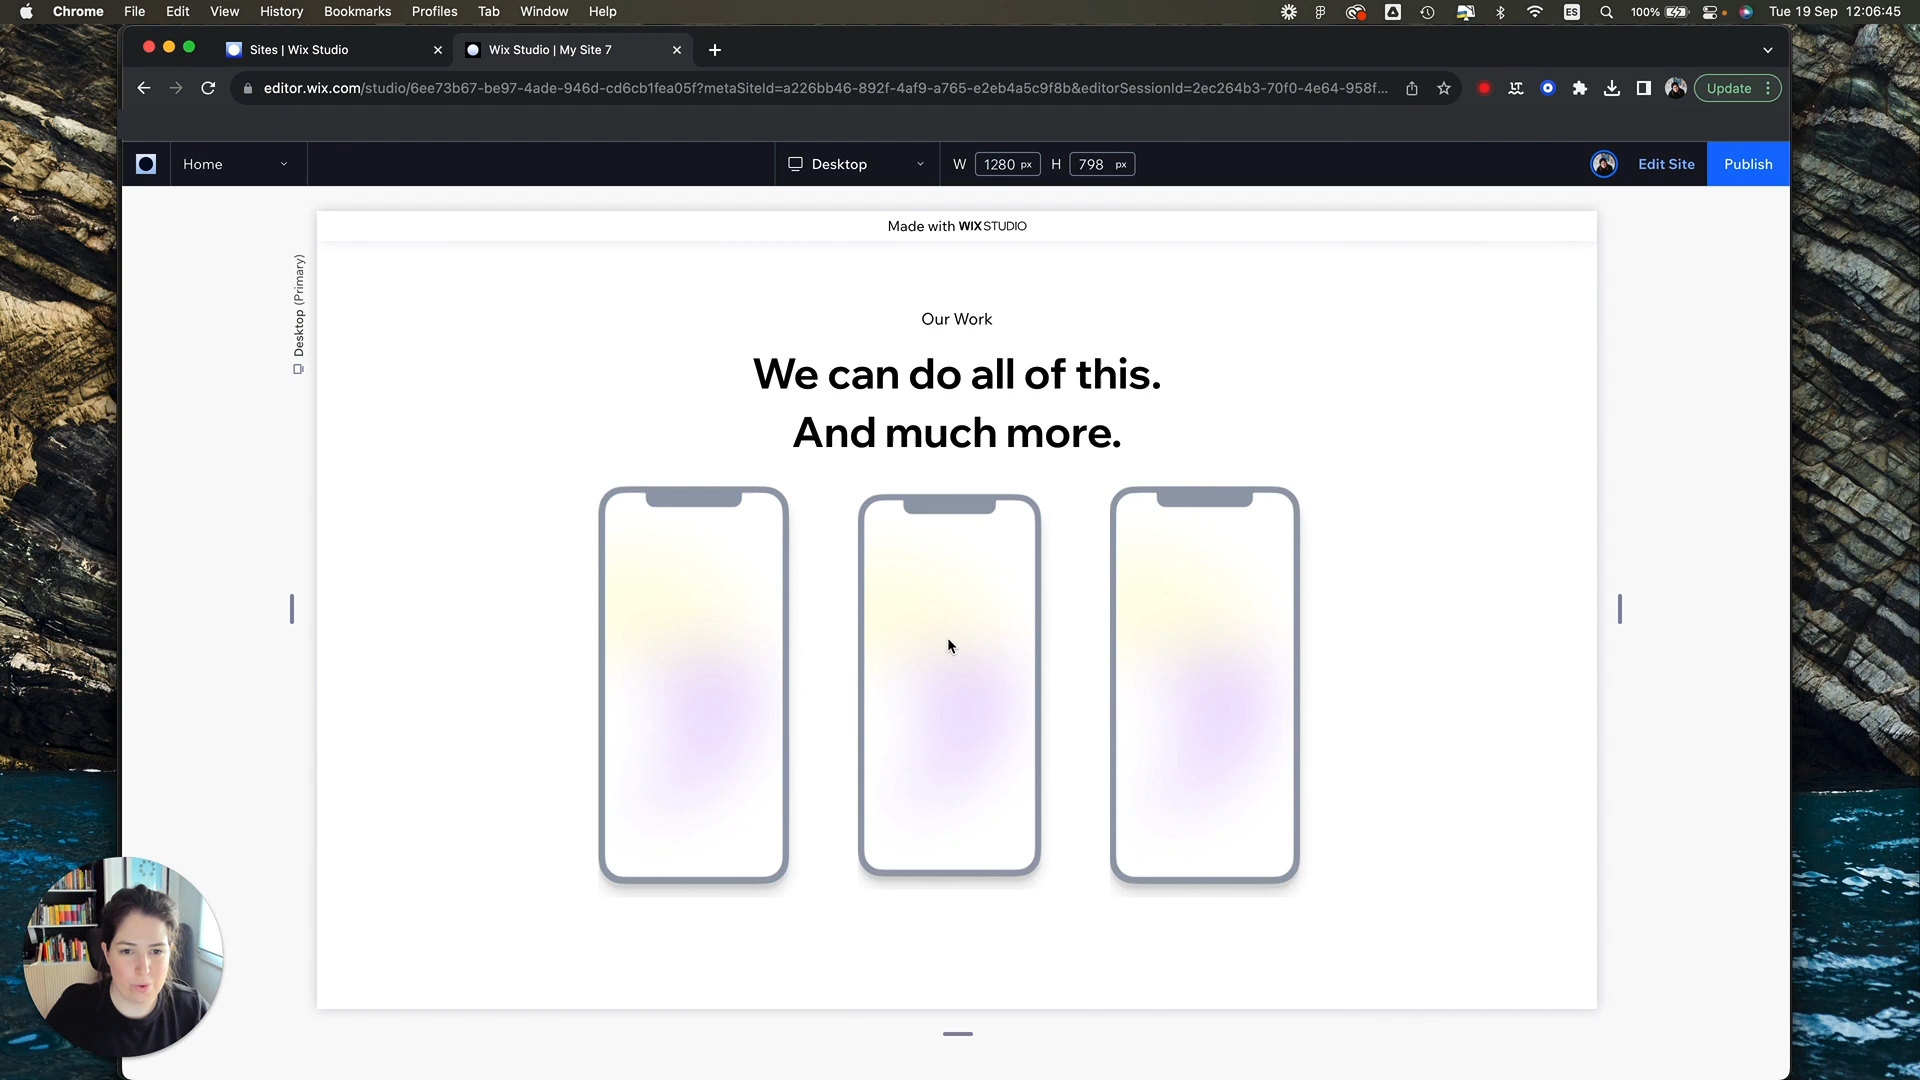 Chrome File Edit View History Bookmarks Profiles Tab Window Help ES 100% Tue 19 Sep 12:06:45
Sites | Wix Studio
Wix Studio | My Site 7
editor.wix.com/studio/6ee73b67-be97-4ade-946d-cd6cb1fea05f?metaSiteId=a226bb46-892f-4af9-a765-e2eb4a5c9f8b&editorSessionId=2ec264b3-70f0-4e64-958f... Update
Home Desktop W 1280 px H 798 px Edit Site Publish
Made with WIX STUDIO
Desktop (Primary)
Our Work
We can do all of this.
And much more.